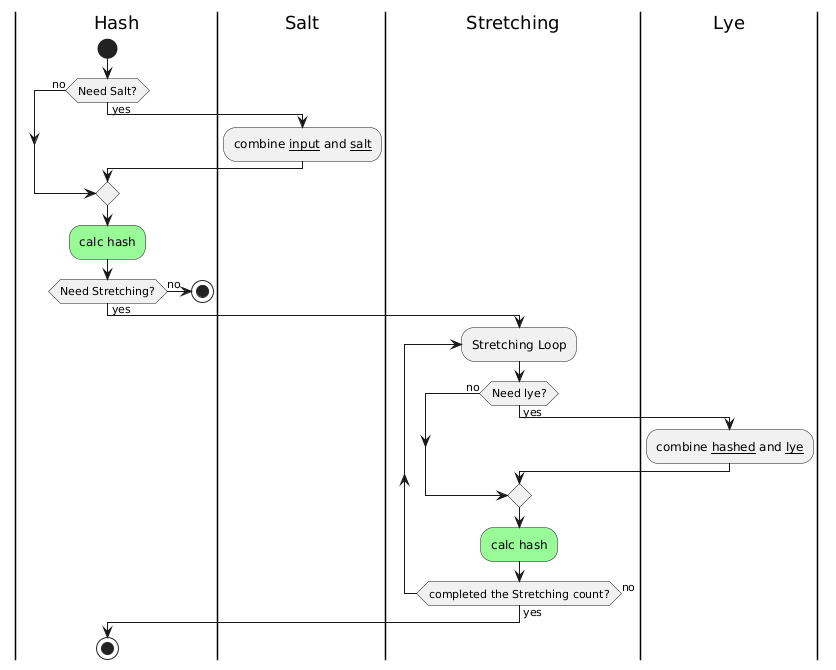 Hash
Salt
Stretching
Lye
no
Need Salt?
yes
combine input and salt
calc hash
Need Stretching?
no
yes
Stretching Loop
no
Need lye?
yes
combine hashed and lye
calc hash
completed the Stretching count?
no
yes